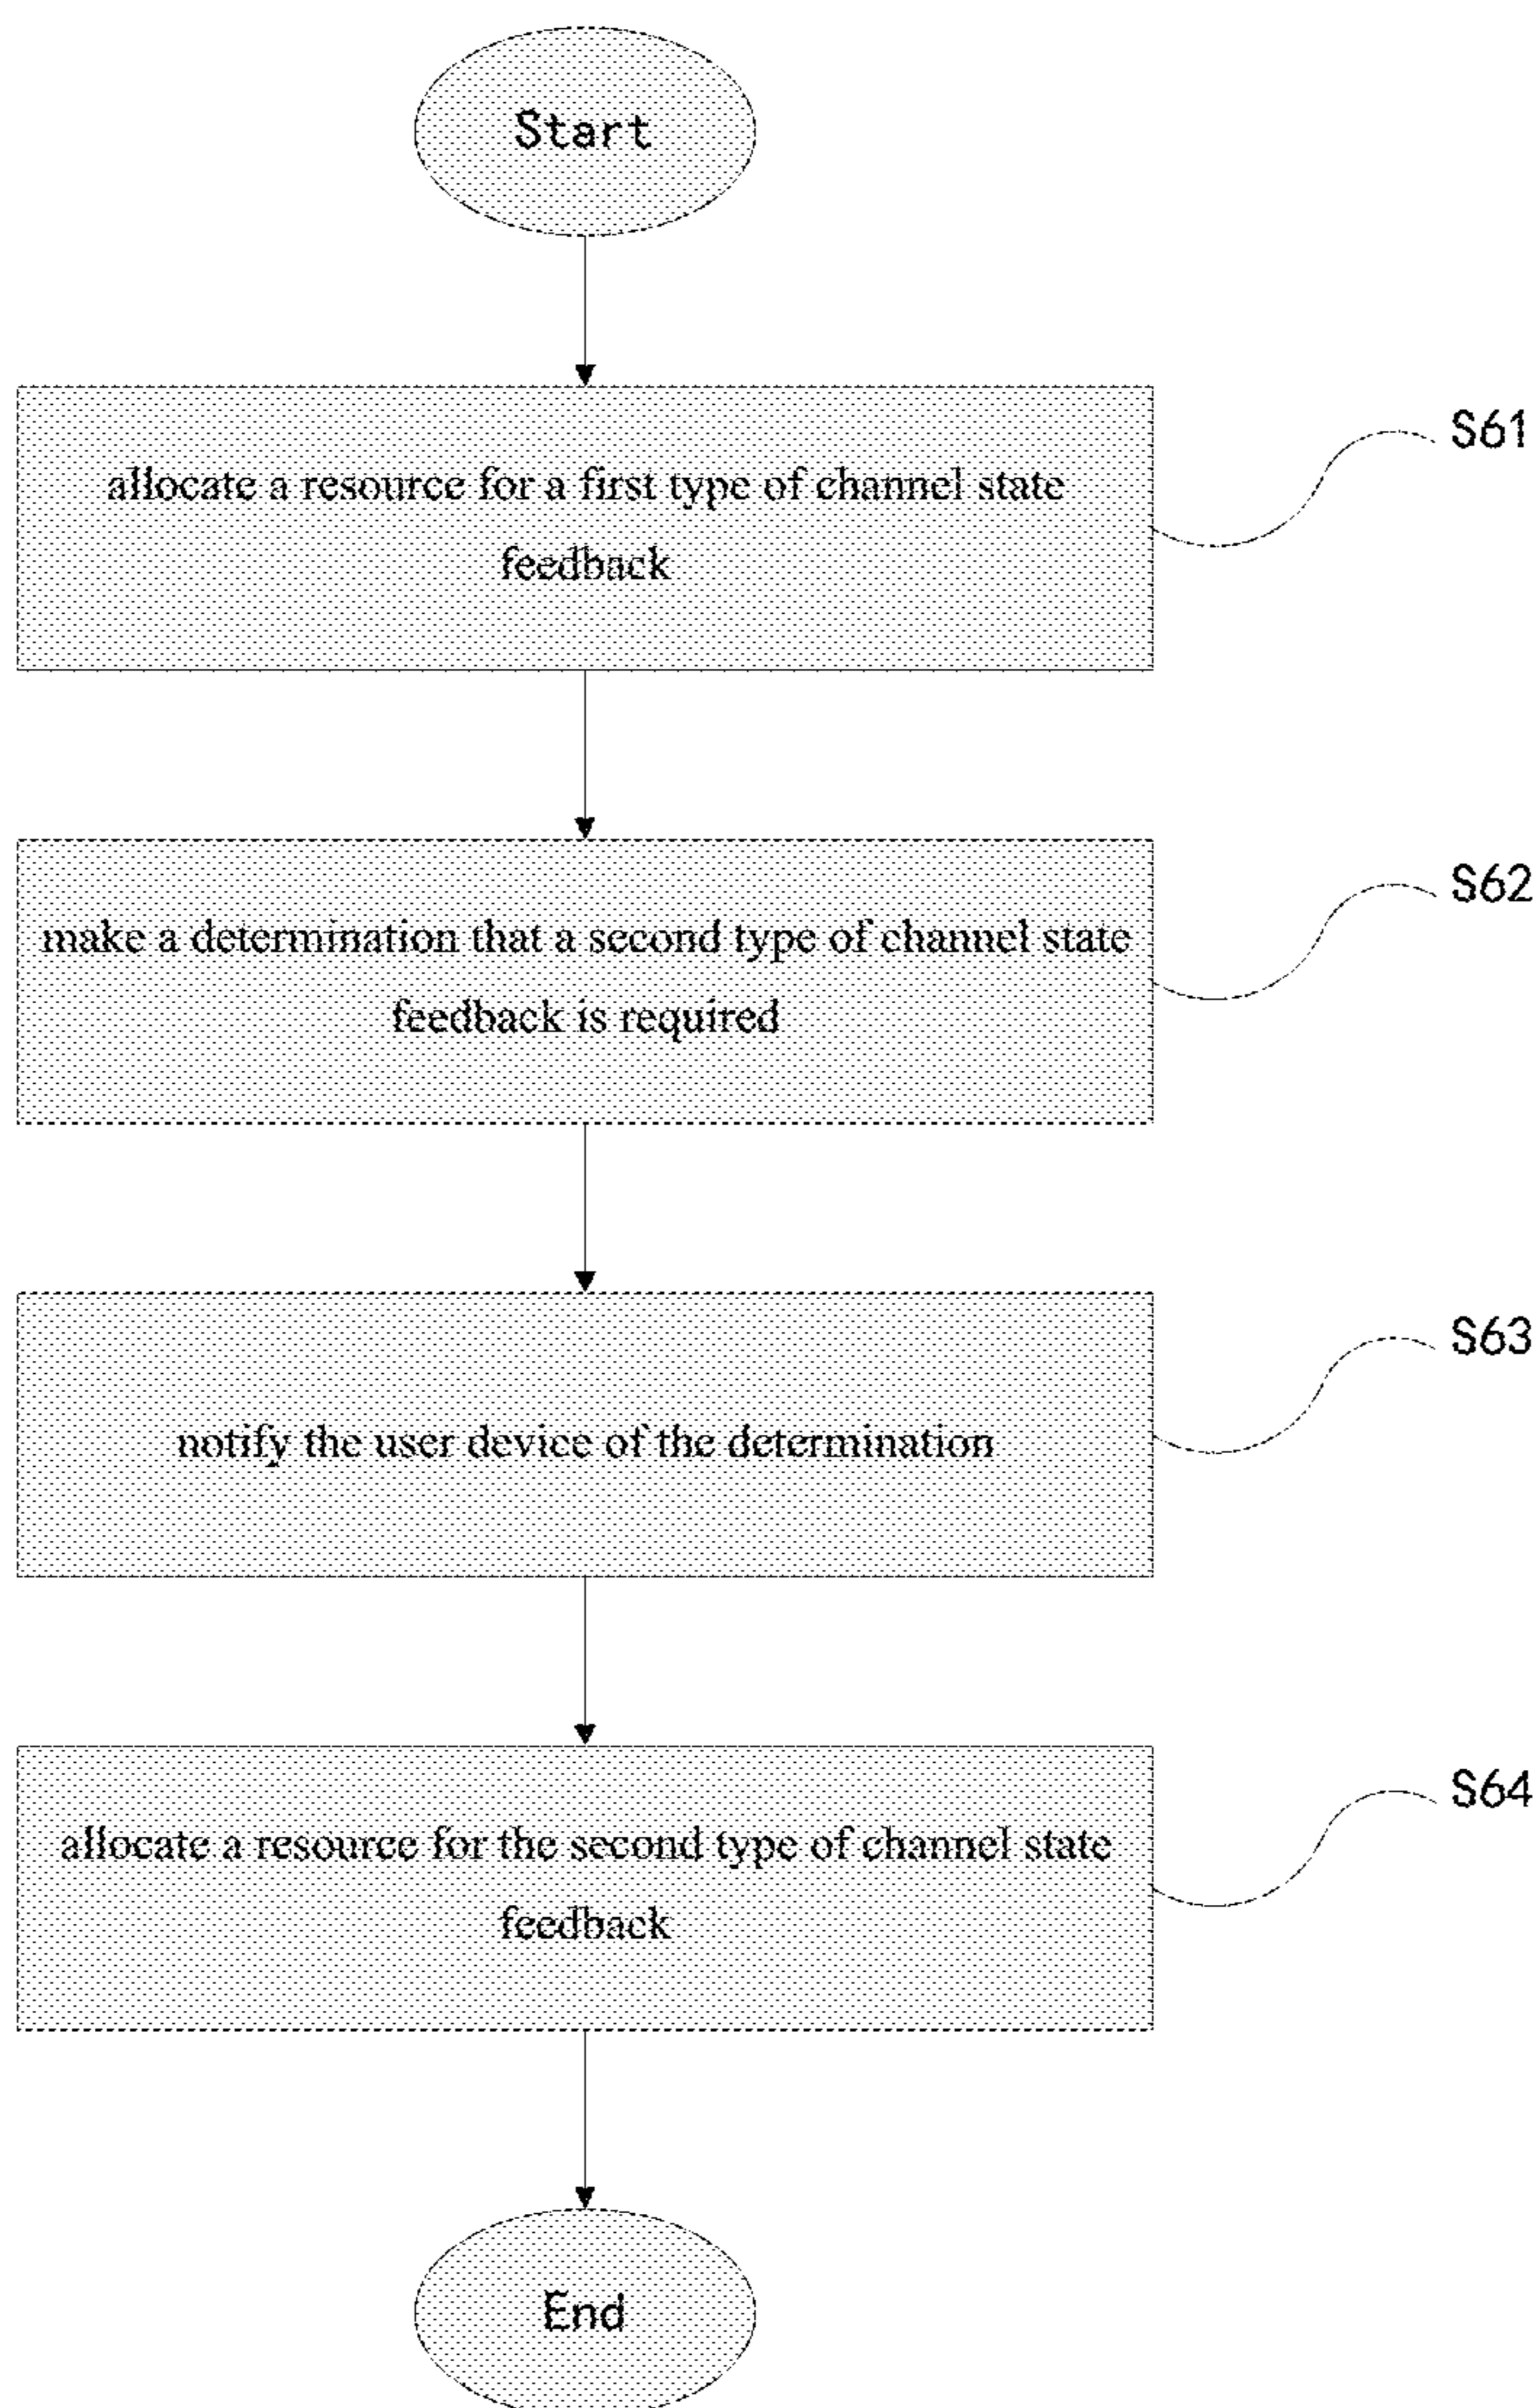 Start
allocate a resource for a first type of channel state
feedback
S61
make a determination that a second type of channel state
feedback is required
S62
notify the user device of the determination
S63
allocate a resource for the second type of channel state
feedback
S64
End